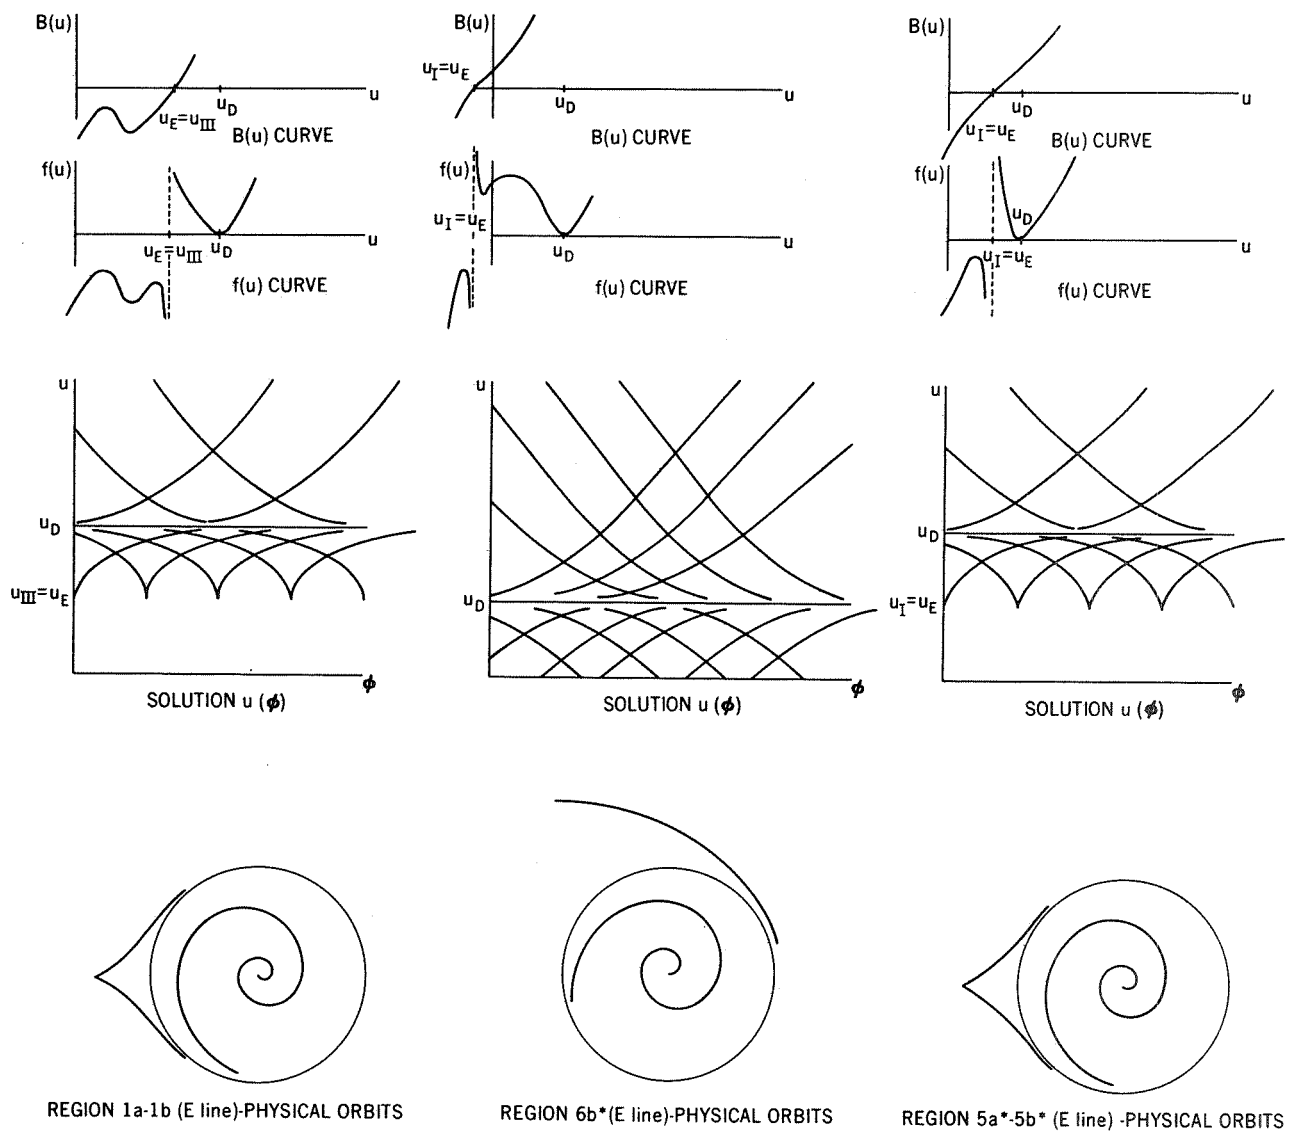 B(u)
u
u_D
u_E=u_III
B(u) CURVE
f(u)
u
u_E=u_III
u_D
f(u) CURVE
u
u_D
u_III=u_E
ϕ
SOLUTION u (ϕ)
REGION 1a-1b (E line)-PHYSICAL ORBITS
B(u)
u_I=u_E
u
u_D
B(u) CURVE
f(u)
u_I=u_E
u
u_D
f(u) CURVE
u
u_D
ϕ
SOLUTION u (ϕ)
REGION 6b*(E line)-PHYSICAL ORBITS
B(u)
u
u_D
u_I=u_E
B(u) CURVE
f(u)
u_D
u
u_I=u_E
f(u) CURVE
u
u_D
u_I=u_E
ϕ
SOLUTION u (ϕ)
REGION 5a*-5b* (E line) -PHYSICAL ORBITS